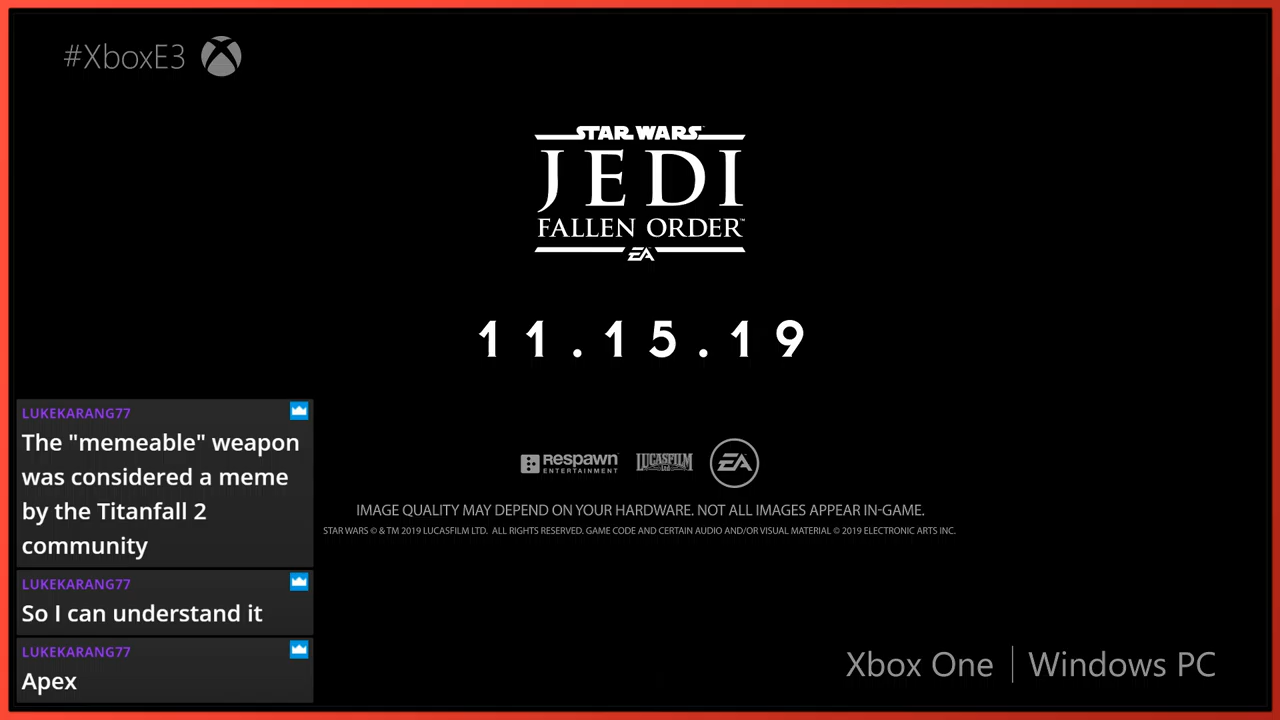 #XboxE3
STAR WARS
JEDI
FALLEN ORDER™
EA
11.15.19
RESPAWN
ENTERTAINMENT
LUCASFILM
LTD
EA
IMAGE QUALITY MAY DEPEND ON YOUR HARDWARE. NOT ALL IMAGES APPEAR IN-GAME.
STAR WARS © & TM 2019 LUCASFILM LTD. ALL RIGHTS RESERVED. GAME CODE AND CERTAIN AUDIO AND/OR VISUAL MATERIAL © 2019 ELECTRONIC ARTS INC.
LUKEKARANG77
The "memeable" weapon
was considered a meme
by the Titanfall 2
community
LUKEKARANG77
So I can understand it
LUKEKARANG77
Apex
Xbox One | Windows PC